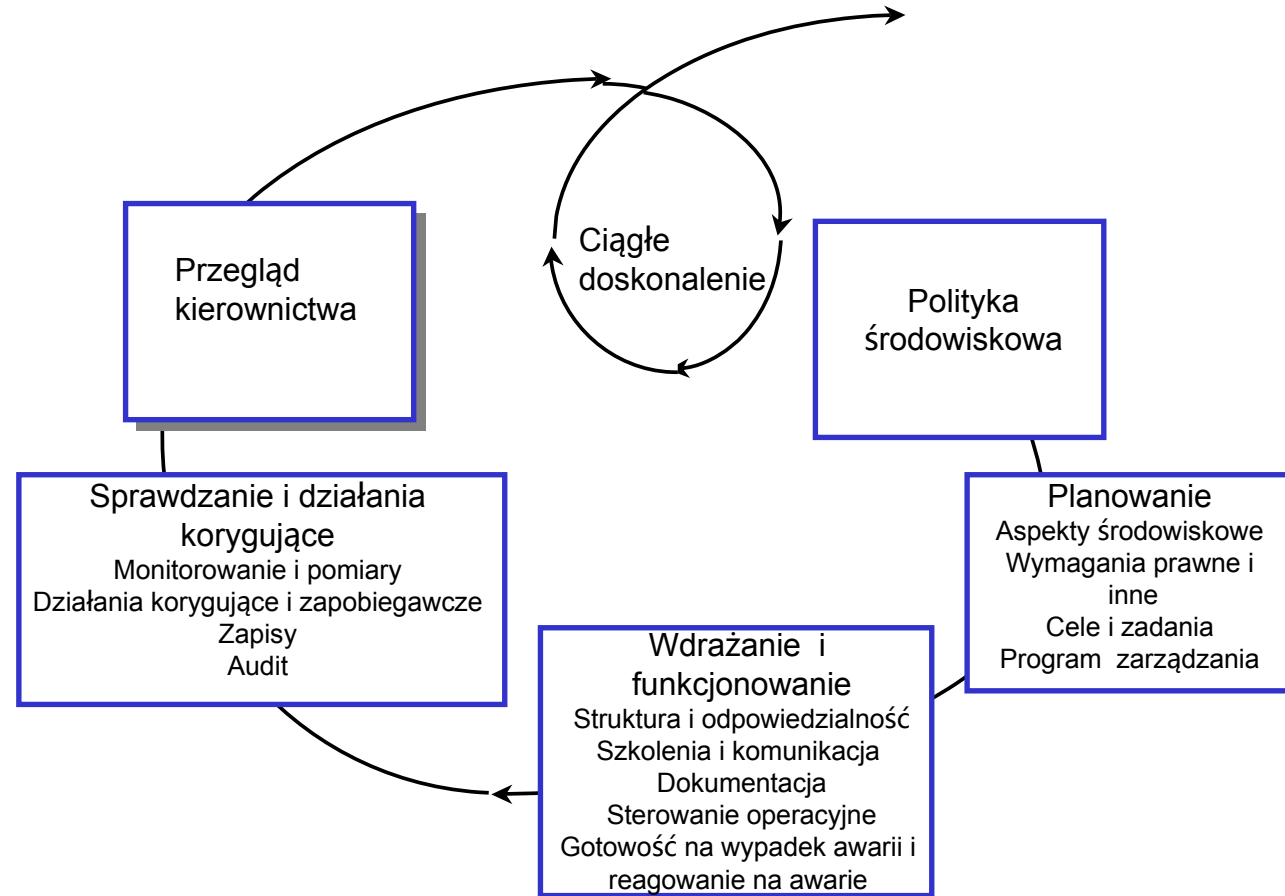 Przegląd
kierownictwa
Ciągłe
doskonalenie
Polityka
środowiskowa
Sprawdzanie i działania
korygujące
Monitorowanie i pomiary
Działania korygujące i zapobiegawcze
Zapisy
Audit
Wdrażanie i
funkcjonowanie
Struktura i odpowiedzialność
Szkolenia i komunikacja
Dokumentacja
Sterowanie operacyjne
Gotowość na wypadek awarii i
reagowanie na awarie
Planowanie
Aspekty środowiskowe
Wymagania prawne i
inne
Cele i zadania
Program zarządzania